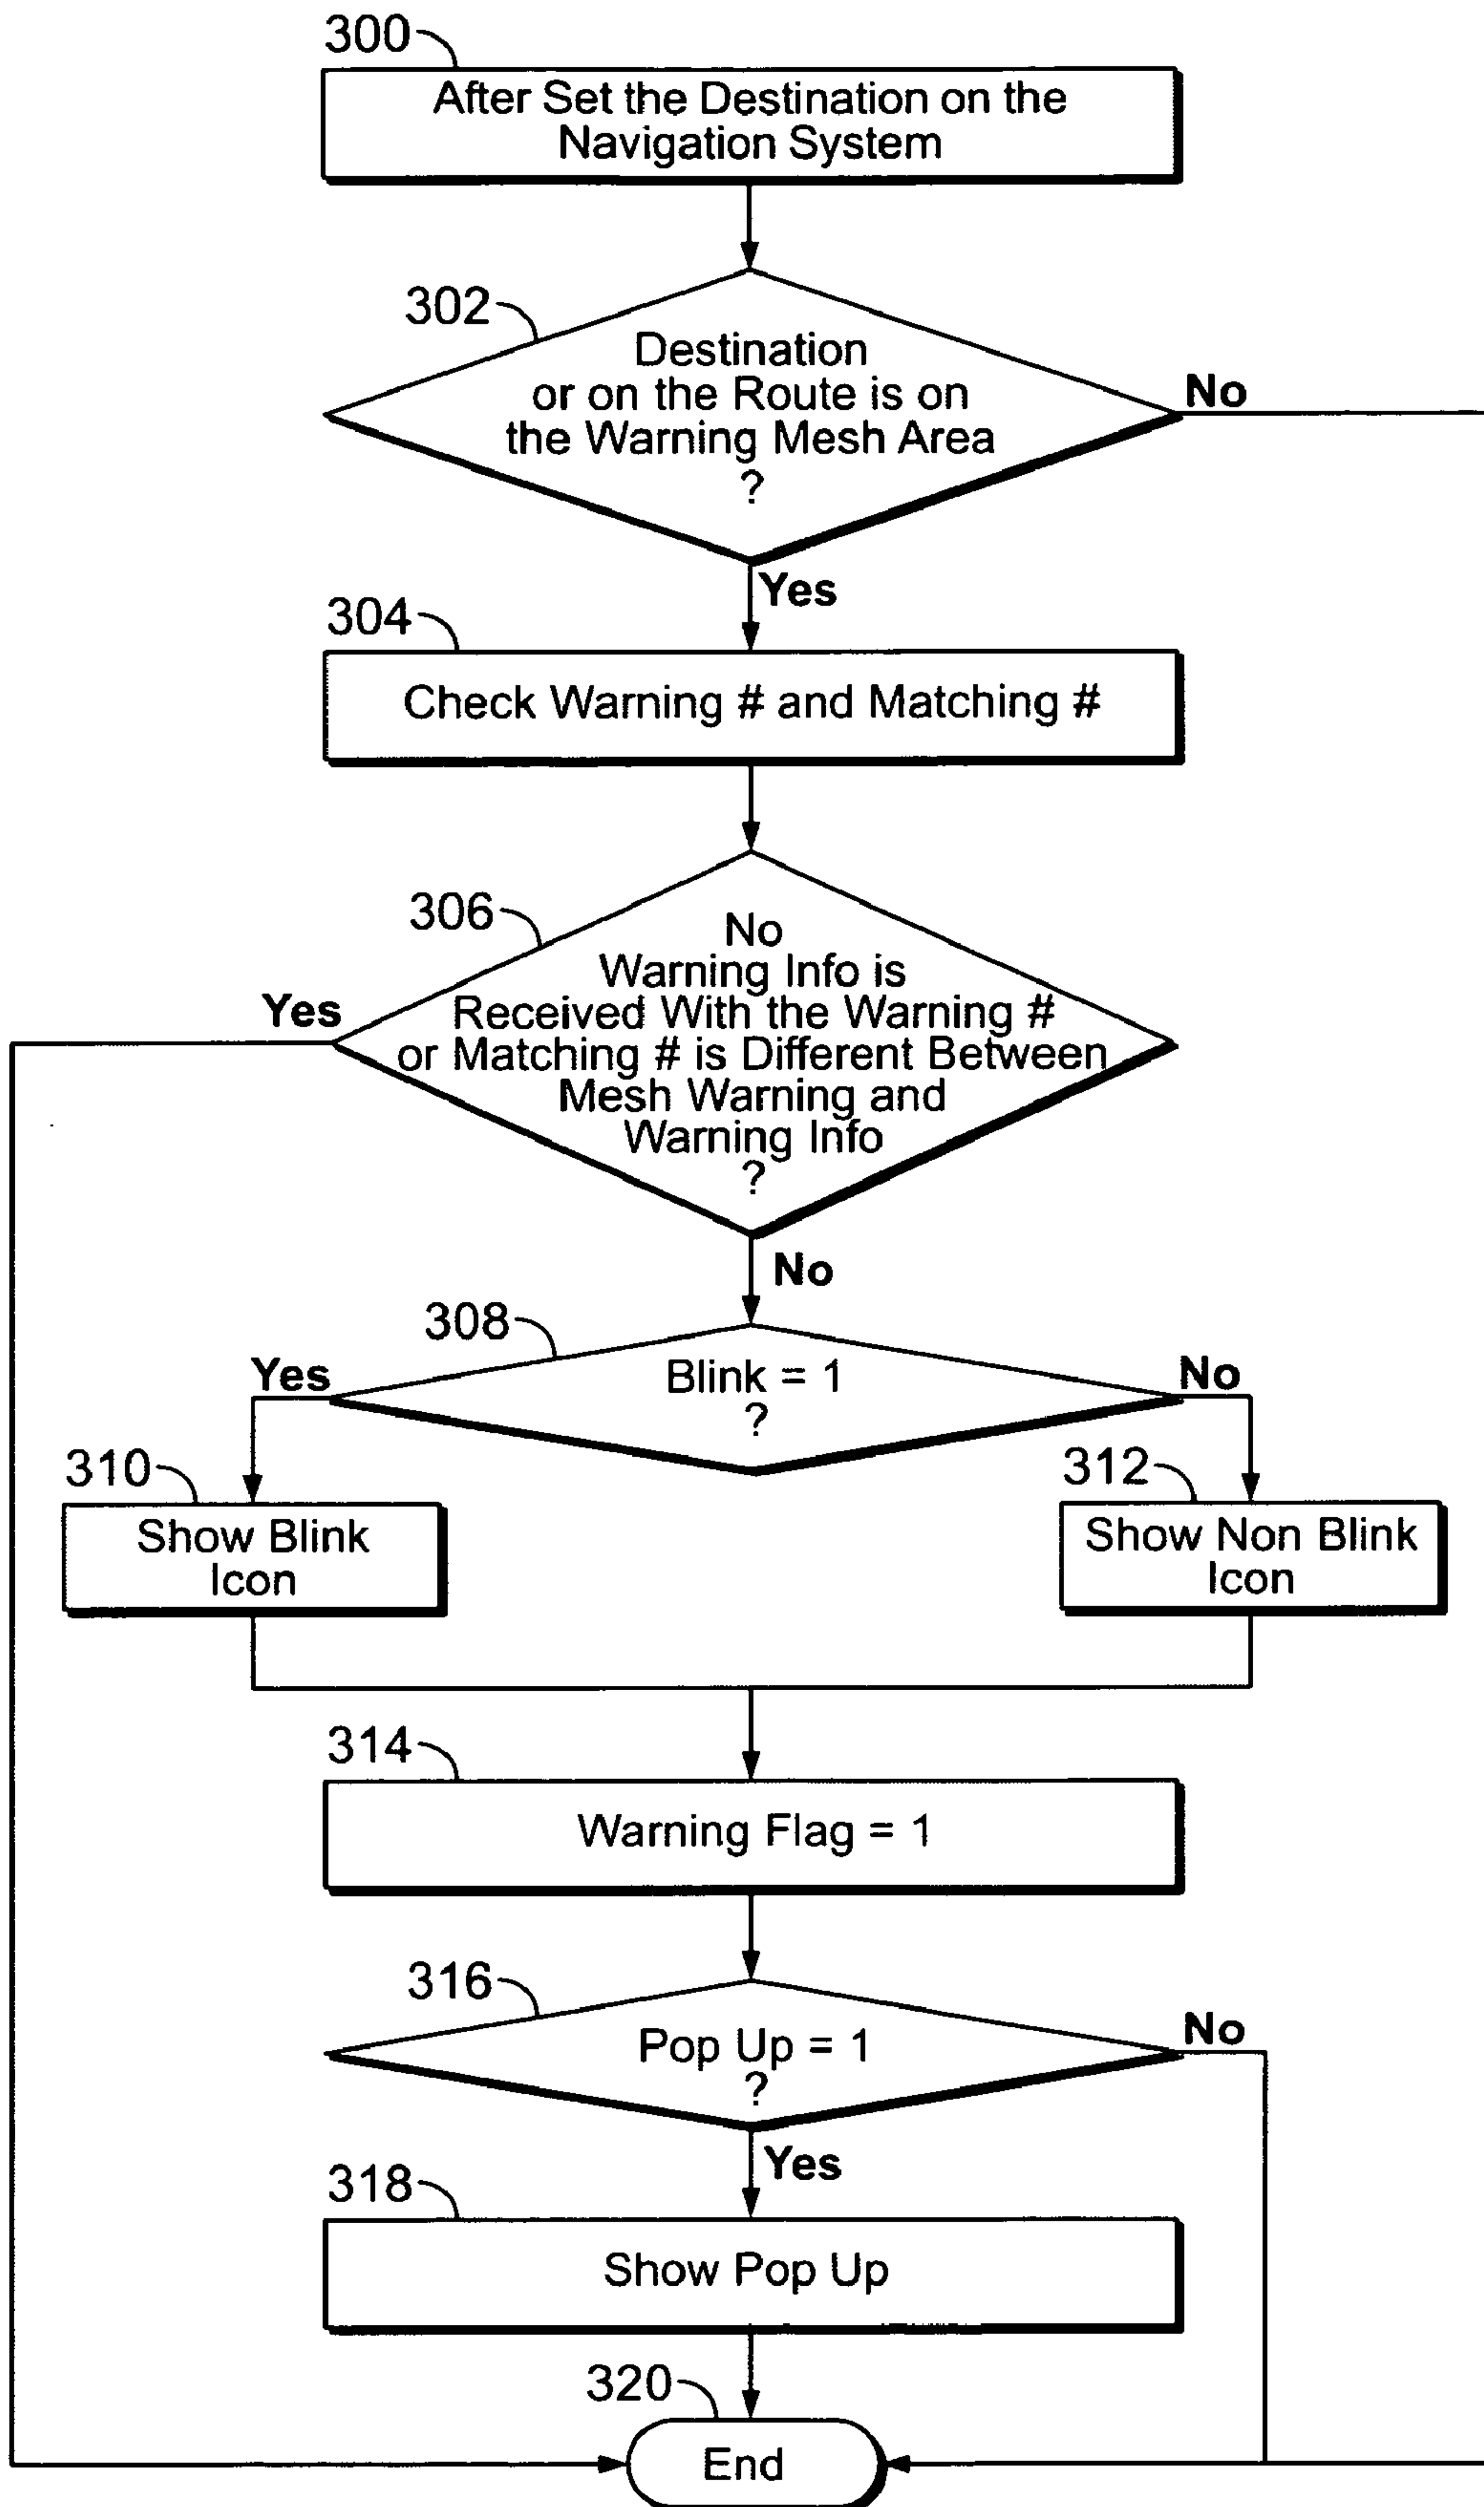 300
After Set the Destination on the
Navigation System
302
Destination
or on the Route is on
the Warning Mesh Area
?
No
Yes
304
Check Warning # and Matching #
306
No
Warning Info is
Received With the Warning #
or Matching # is Different Between
Mesh Warning and
Warning Info
?
Yes
No
308
Blink = 1
?
Yes
No
310
Show Blink
Icon
312
Show Non Blink
Icon
314
Warning Flag = 1
316
Pop Up = 1
?
No
Yes
318
Show Pop Up
320
End